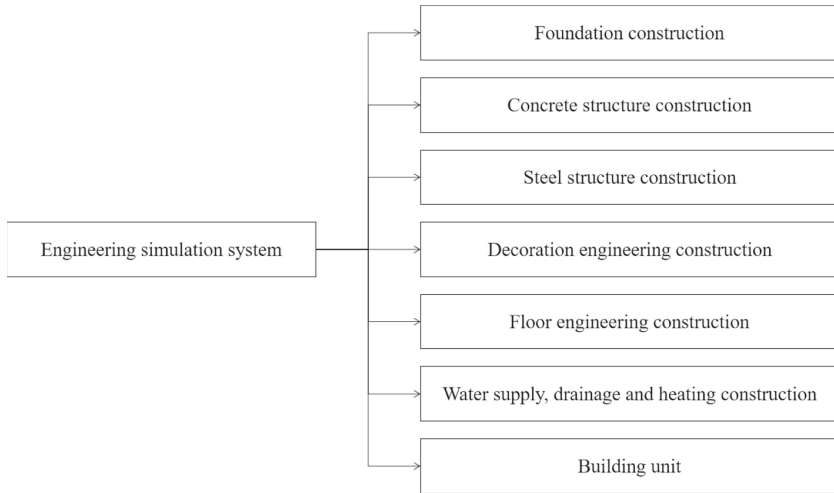 Foundation construction
Concrete structure construction
Steel structure construction
Engineering simulation system
Decoration engineering construction
Floor engineering construction
Water supply, drainage and heating construction
Building unit